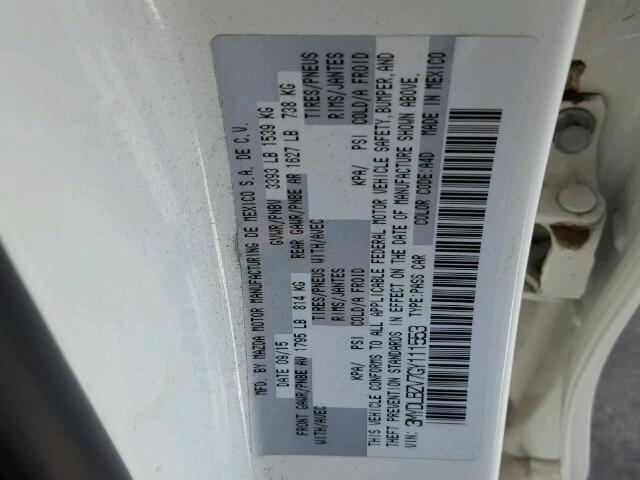 MFD. BY MAZDA MOTOR MANUFACTURING DE MEXICO S.A. DE C.V.
DATE 09/15 GVWR/PNBV 3393 LB 1539 KG
FRONT GAWR/PNBE AV 1795 LB 814 KG REAR GAWR/PNBE AR 1627 LB 738 KG
WITH/AVEC TIRES/PNEUS WITH/AVEC TIRES/PNEUS
RIMS/JANTES RIMS/JANTES
KPA/ PSI COLD/A FROID KPA/ PSI COLD/A FROID
THIS VEHICLE CONFORMS TO ALL APPLICABLE FEDERAL MOTOR VEHICLE SAFETY, BUMPER, AND
THEFT PREVENTION STANDARDS IN EFFECT ON THE DATE OF MANUFACTURE SHOWN ABOVE.
VIN: 3MYDLBZV7GY111553 TYPE:PASS CAR COLOR CODE:A4D MADE IN MEXICO